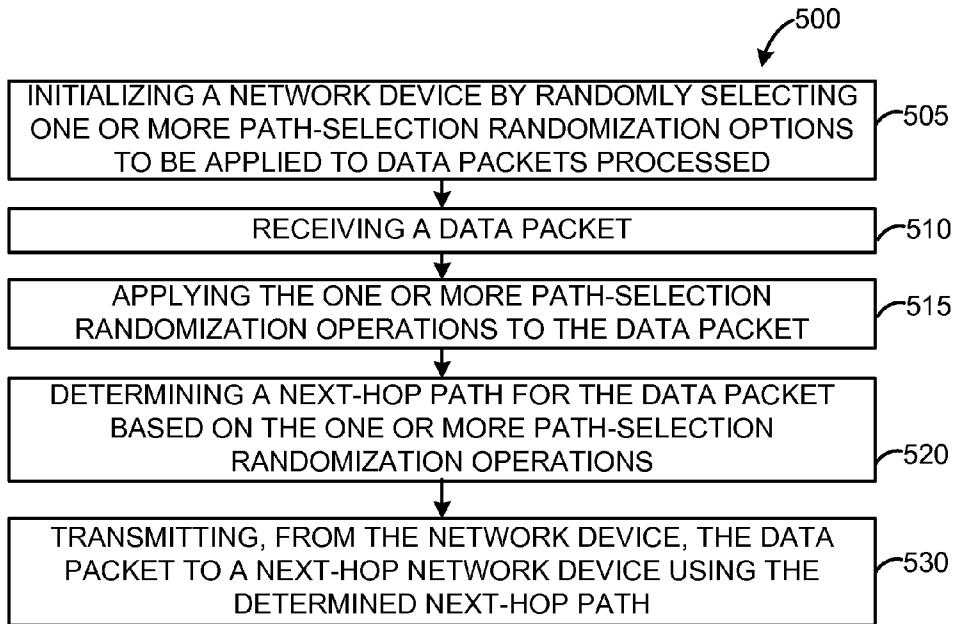 500
INITIALIZING A NETWORK DEVICE BY RANDOMLY SELECTING
ONE OR MORE PATH-SELECTION RANDOMIZATION OPTIONS
TO BE APPLIED TO DATA PACKETS PROCESSED
505
RECEIVING A DATA PACKET
510
APPLYING THE ONE OR MORE PATH-SELECTION
RANDOMIZATION OPERATIONS TO THE DATA PACKET
515
DETERMINING A NEXT-HOP PATH FOR THE DATA PACKET
BASED ON THE ONE OR MORE PATH-SELECTION
RANDOMIZATION OPERATIONS
520
TRANSMITTING, FROM THE NETWORK DEVICE, THE DATA
PACKET TO A NEXT-HOP NETWORK DEVICE USING THE
DETERMINED NEXT-HOP PATH
530